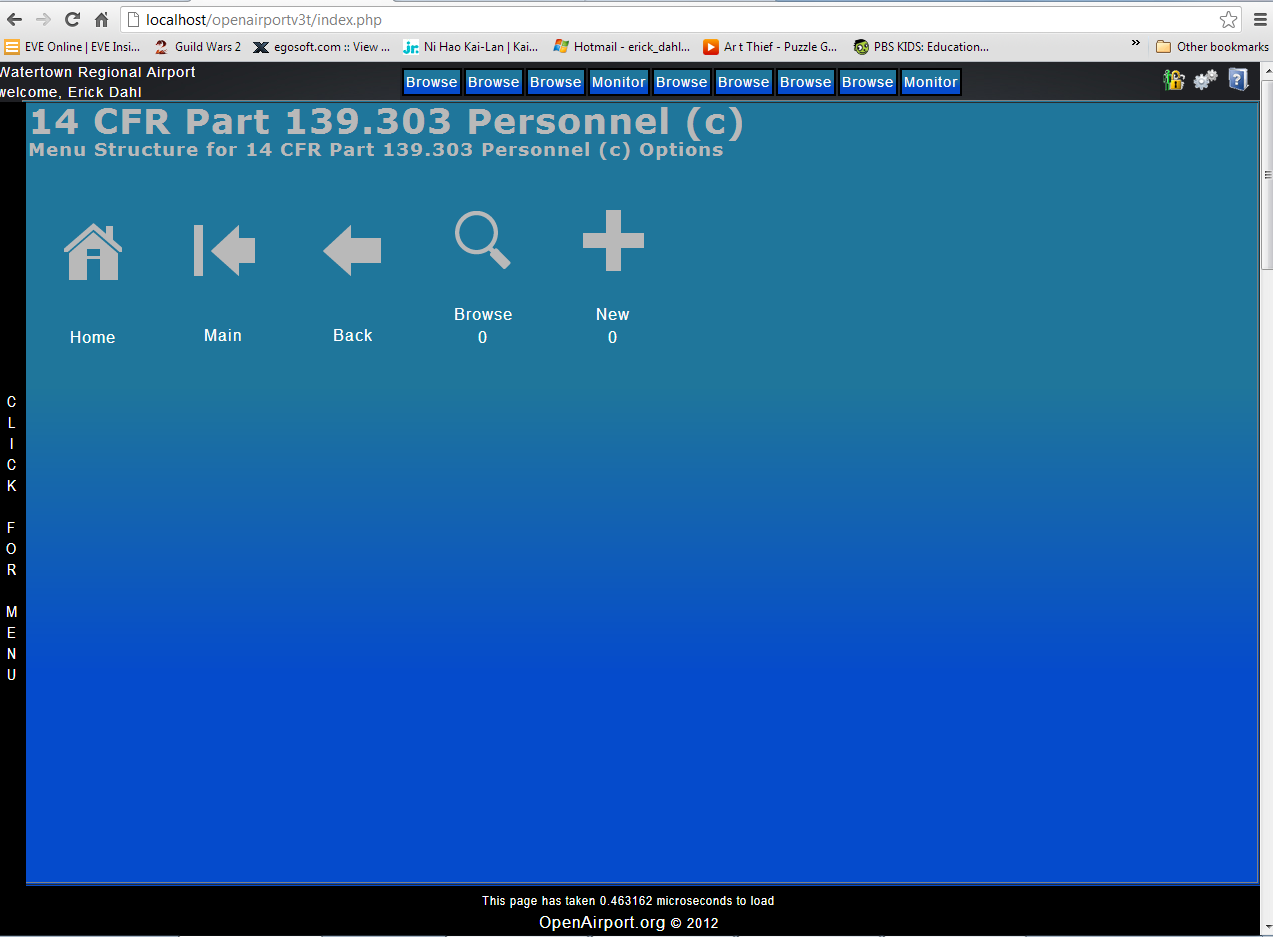 localhost/openairportv3t/index.php
EVE Online | EVE Insi... Guild Wars 2 egosoft.com :: View ... Ni Hao Kai-Lan | Kai... Hotmail - erick_dahl... Art Thief - Puzzle G... PBS KIDS: Education... » Other bookmarks
Watertown Regional Airport
welcome, Erick Dahl
Browse Browse Browse Monitor Browse Browse Browse Browse Monitor
14 CFR Part 139.303 Personnel (c)
Menu Structure for 14 CFR Part 139.303 Personnel (c) Options
Home Main Back Browse New
0 0
CLICK FOR MENU
This page has taken 0.463162 microseconds to load
OpenAirport.org © 2012